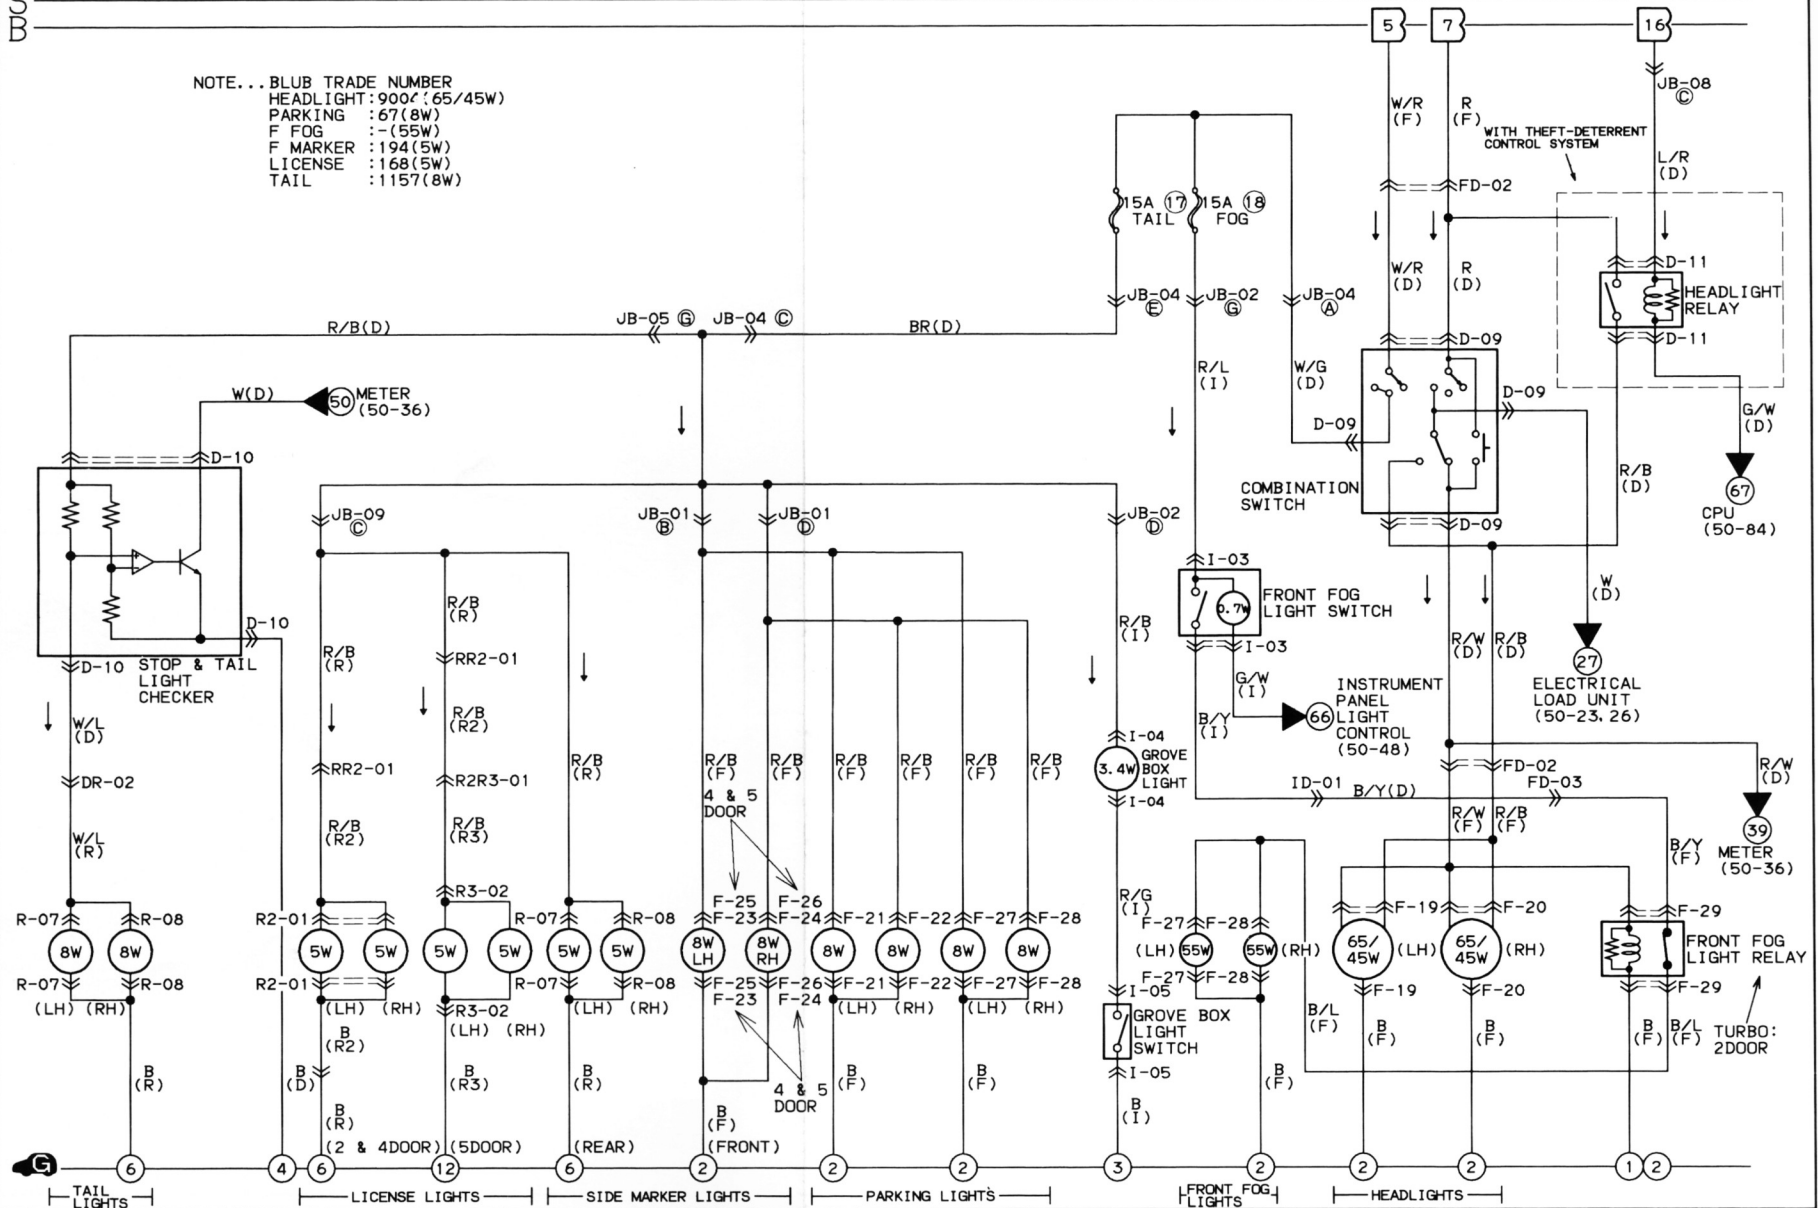 B
5
7
16
NOTE...BLUB TRADE NUMBER
HEADLIGHT:9004(65/45W)
PARKING :67(8W)
F FOG :-(55W)
F MARKER :194(5W)
LICENSE :168(5W)
TAIL :1157(8W)
W/R
(F)
R
(F)
JB-08
C
WITH THEFT-DETERRENT
CONTROL SYSTEM
L/R
(D)
FD-02
15A 17
TAIL
15A 18
FOG
W/R
(D)
R
(D)
D-11
HEADLIGHT
RELAY
D-11
JB-04
E
JB-02
G
JB-04
A
R/B(D)
JB-05 G
JB-04 C
BR(D)
D-09
R/L
(I)
W/G
(D)
W(D)
50
METER
(50-36)
D-09
D-09
G/W
(D)
D-10
R/B
(D)
67
CPU
(50-84)
COMBINATION
SWITCH
D-09
JB-09
C
JB-01
B
JB-01
D
JB-02
D
I-03
FRONT FOG
LIGHT SWITCH
0.7W
I-03
W
(D)
27
ELECTRICAL
LOAD UNIT
(50-23.26)
R/W
(D)
R/B
(D)
D-10
D-10
STOP & TAIL
LIGHT
CHECKER
R/B
(R)
R/B
(R)
RR2-01
R/B
(R2)
R/B
(I)
G/W
(I)
66
INSTRUMENT
PANEL
LIGHT
CONTROL
(50-48)
B/Y
(I)
W/L
(D)
DR-02
W/L
(R)
RR2-01
R/B
(R2)
R2R3-01
R/B
(R3)
R3-02
R/B
(R)
R/B
(F)
R/B
(F)
R/B
(F)
R/B
(F)
R/B
(F)
R/B
(F)
4 & 5
DOOR
I-04
3.4W
GROVE
BOX
LIGHT
I-04
FD-02
R/W
(D)
ID-01
B/Y(D)
FD-03
R/W
(F)
R/B
(F)
B/Y
(F)
39
METER
(50-36)
R/G
(I)
F-25
F-26
R-07
R-08
R2-01
R-07
R-08
F-23
F-24
F-21
F-22
F-27
F-28
F-27
F-28
F-19
F-20
F-29
8W
8W
5W
5W
5W
5W
5W
5W
8W
LH
8W
RH
8W
8W
8W
8W
(LH)
55W
55W
(RH)
65/
45W
(LH)
65/
45W
(RH)
FRONT FOG
LIGHT RELAY
R-07
R-08
R2-01
R-07
R-08
F-25
F-26
F-21
F-22
F-27
F-28
F-27
F-28
F-19
F-20
F-29
F-23
F-24
(LH)
(RH)
(LH)
(RH)
R3-02
(LH)
(RH)
(LH)
(RH)
(LH)
(RH)
(LH)
(RH)
I-05
GROVE BOX
LIGHT
SWITCH
I-05
B/L
(F)
B
(F)
B
(F)
B
(F)
B/L
(F)
TURBO:
2DOOR
B
(R)
B
(D)
B
(R2)
B
(R)
B
(R3)
B
(R)
B
(F)
4 & 5
DOOR
B
(F)
B
(F)
B
(I)
B
(F)
(2 & 4DOOR)
(5DOOR)
(REAR)
(FRONT)
G
6
4
6
12
6
2
2
2
3
2
2
2
1
2
TAIL
LIGHTS
LICENSE LIGHTS
SIDE MARKER LIGHTS
PARKING LIGHTS
FRONT FOG
LIGHTS
HEADLIGHTS